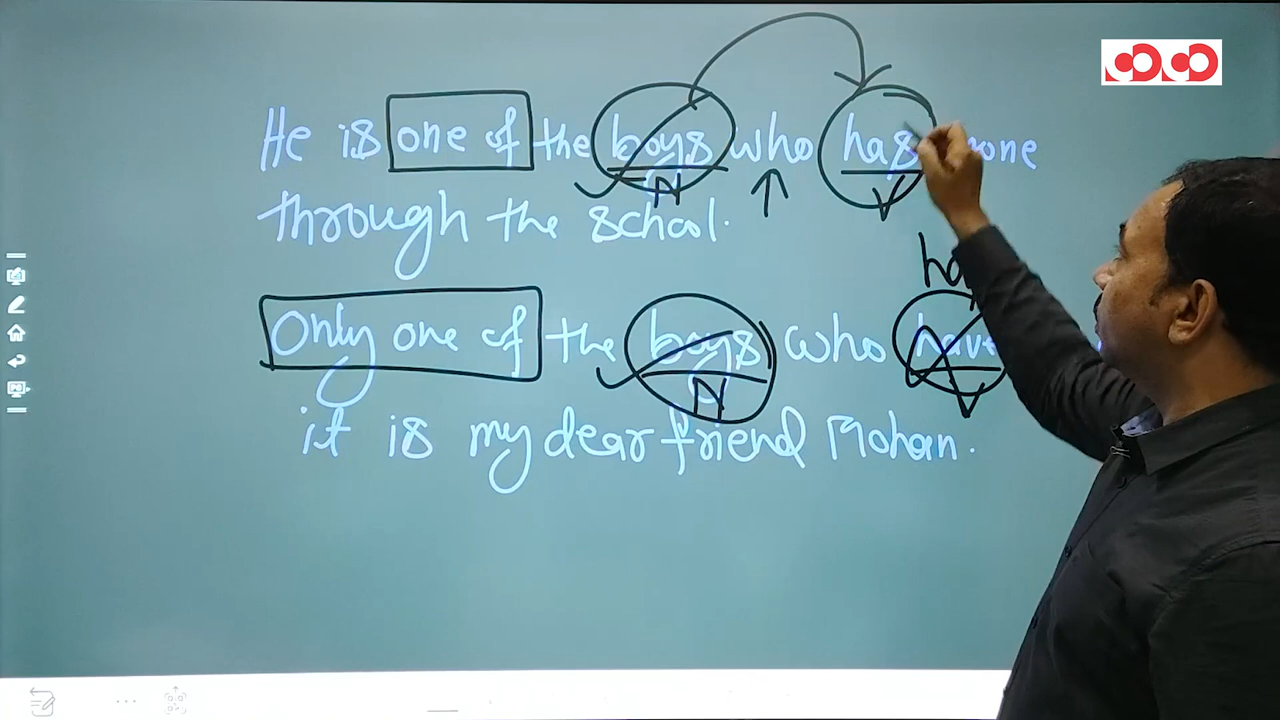 He is one of the boys who has
through the school.
N
V
Only one of the boys who have
N
V
it is my dear friend Mohan.